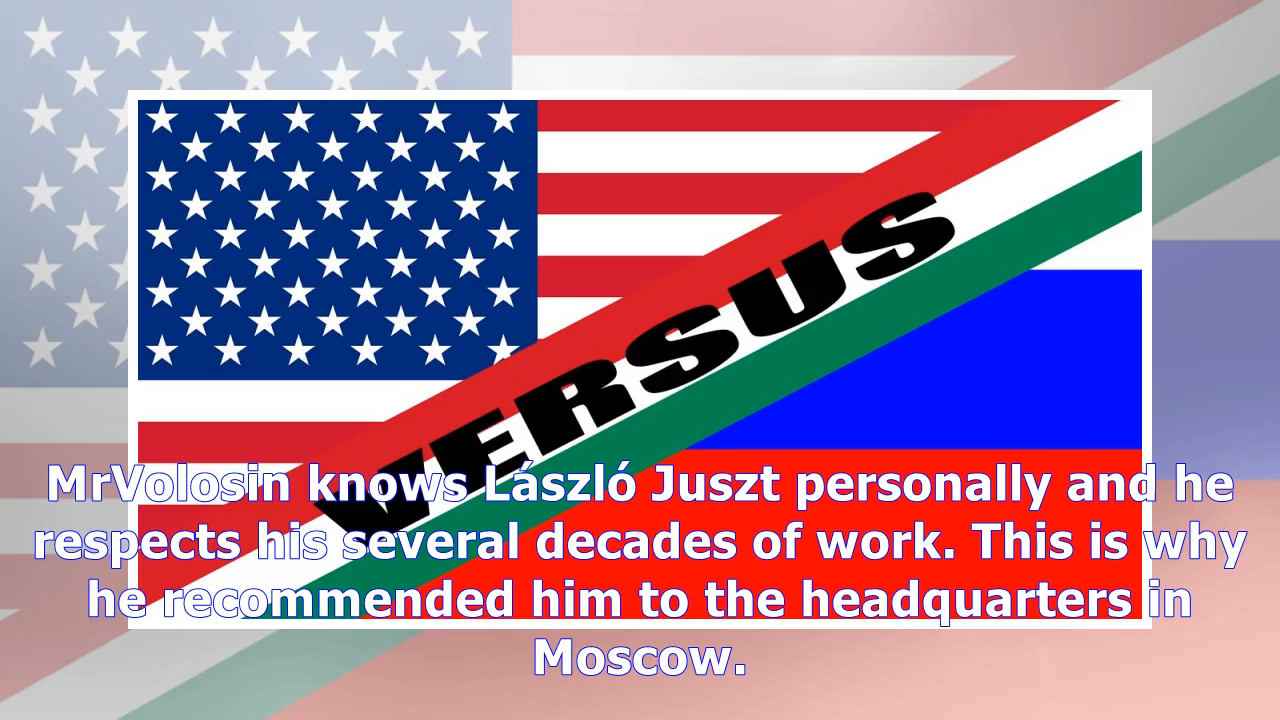 VERSUS
MrVolosin knows László Juszt personally and he
respects his several decades of work. This is why
he recommended him to the headquarters in
Moscow.